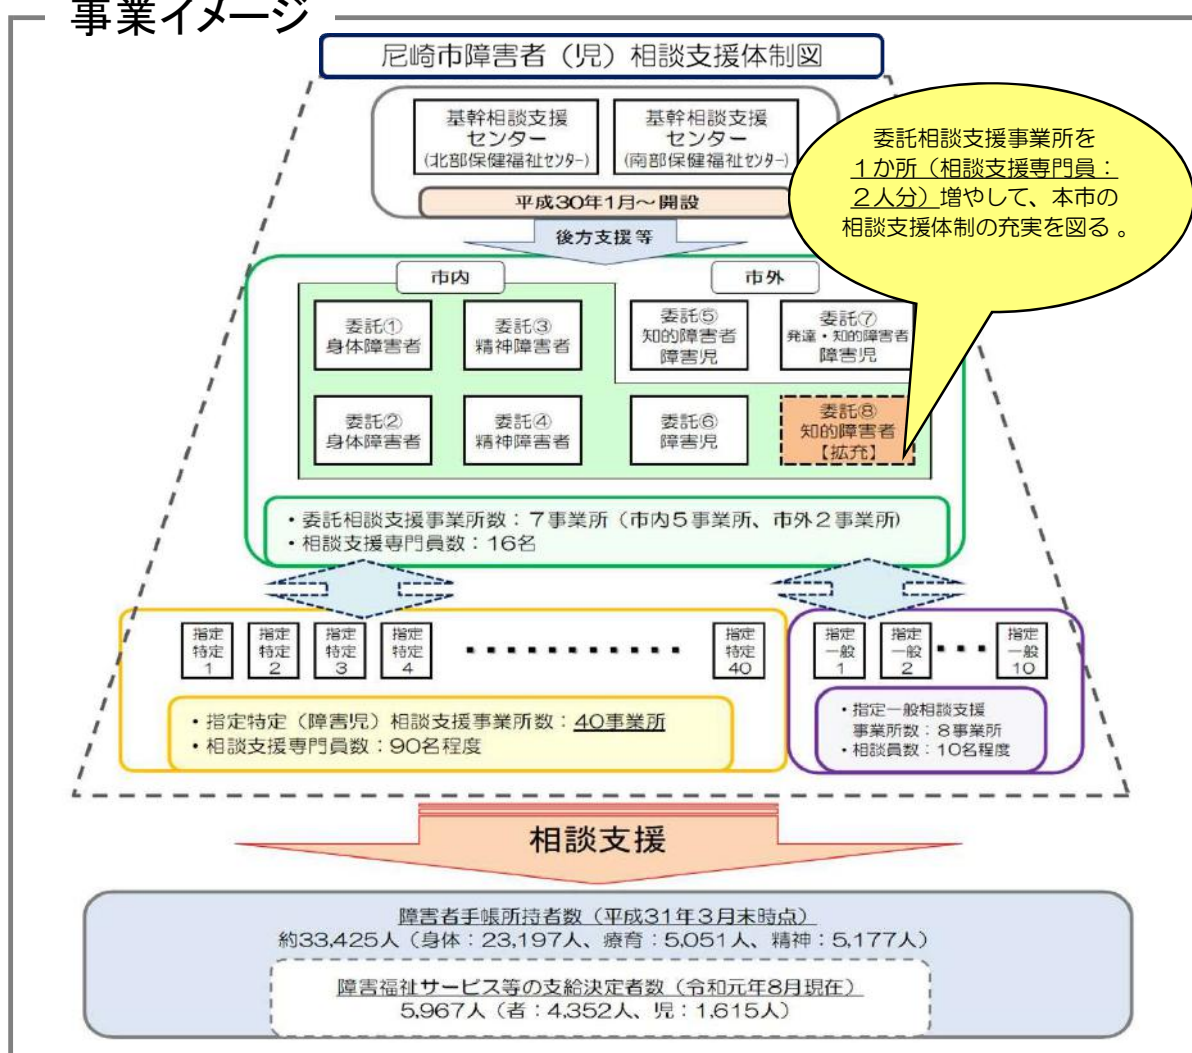 事業イメージ
尼崎市障害者（児）相談支援体制図
基幹相談支援
センター
(北部保健福祉ｾﾝﾀｰ)
基幹相談支援
センター
(南部保健福祉ｾﾝﾀｰ)
平成30年1月～開設
委託相談支援事業所を
１か所（相談支援専門員：
２人分）増やして、本市の
相談支援体制の充実を図る。
後方支援等
市内
市外
委託①
身体障害者
委託③
精神障害者
委託⑤
知的障害者
障害児
委託⑦
発達・知的障害者
障害児
委託②
身体障害者
委託④
精神障害者
委託⑥
障害児
委託⑧
知的障害者
【拡充】
・委託相談支援事業所数：７事業所（市内５事業所、市外２事業所）
・相談支援専門員数：16名
指定
特定
1
指定
特定
2
指定
特定
3
指定
特定
4
・・・・・・・・・・・・
指定
特定
40
指定
一般
1
指定
一般
2
・・・
指定
一般
10
・指定特定（障害児）相談支援事業所数：40事業所
・相談支援専門員数：90名程度
・指定一般相談支援
事業所数：８事業所
・相談員数：10名程度
相談支援
障害者手帳所持者数（平成31年３月末時点）
約33,425人（身体：23,197人、療育：5,051人、精神：5,177人）
障害福祉サービス等の支給決定者数（令和元年8月現在）
5,967人（者：4,352人、児：1,615人）